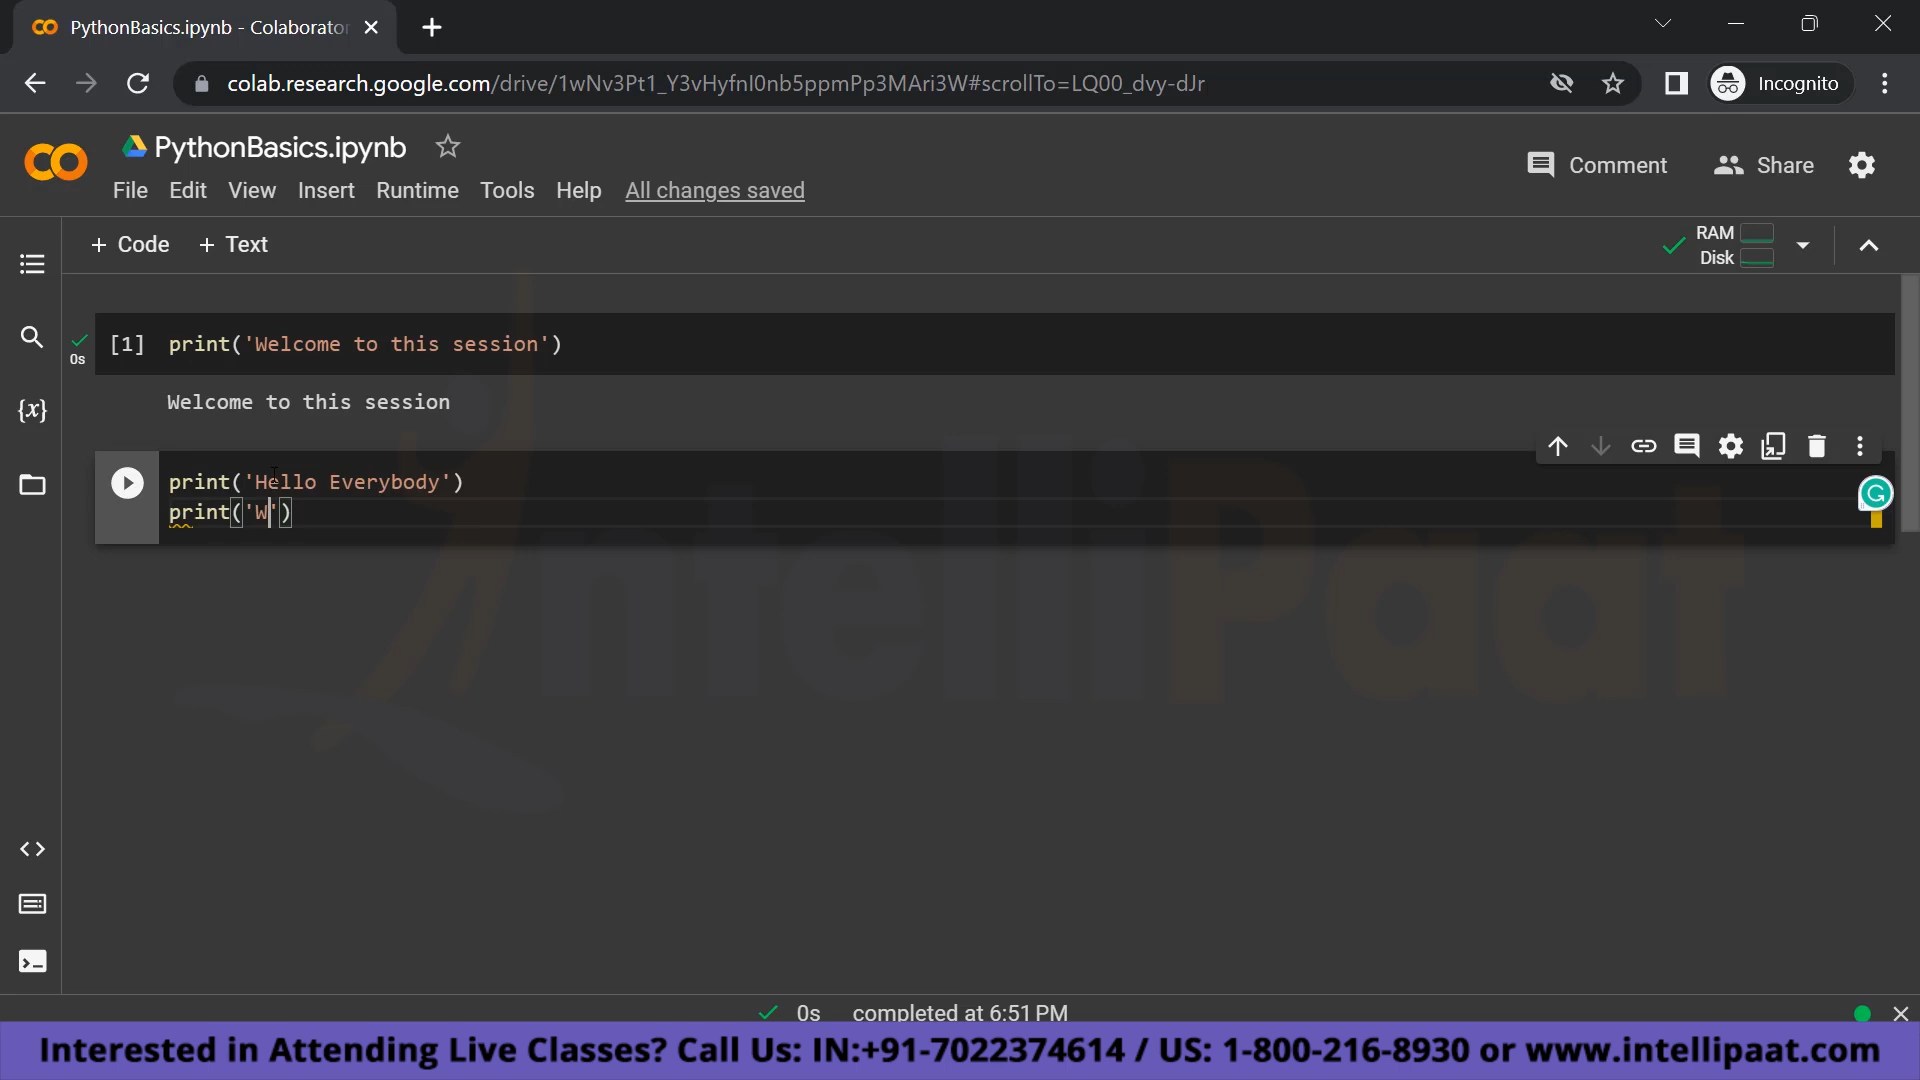 PythonBasics.ipynb - Colaborator
colab.research.google.com/drive/1wNv3Pt1_Y3vHyfnI0nb5ppmPp3MAri3W#scrollTo=LQ00_dvy-dJr
Incognito
PythonBasics.ipynb
Comment
Share
File Edit View Insert Runtime Tools Help All changes saved
+ Code + Text
RAM
Disk
[1] print('Welcome to this session')
0s
Welcome to this session
print('Hello Everybody')
print('W')
intelliPaat
0s completed at 6:51 PM
Interested in Attending Live Classes? Call Us: IN:+91-7022374614 / US: 1-800-216-8930 or www.intellipaat.com